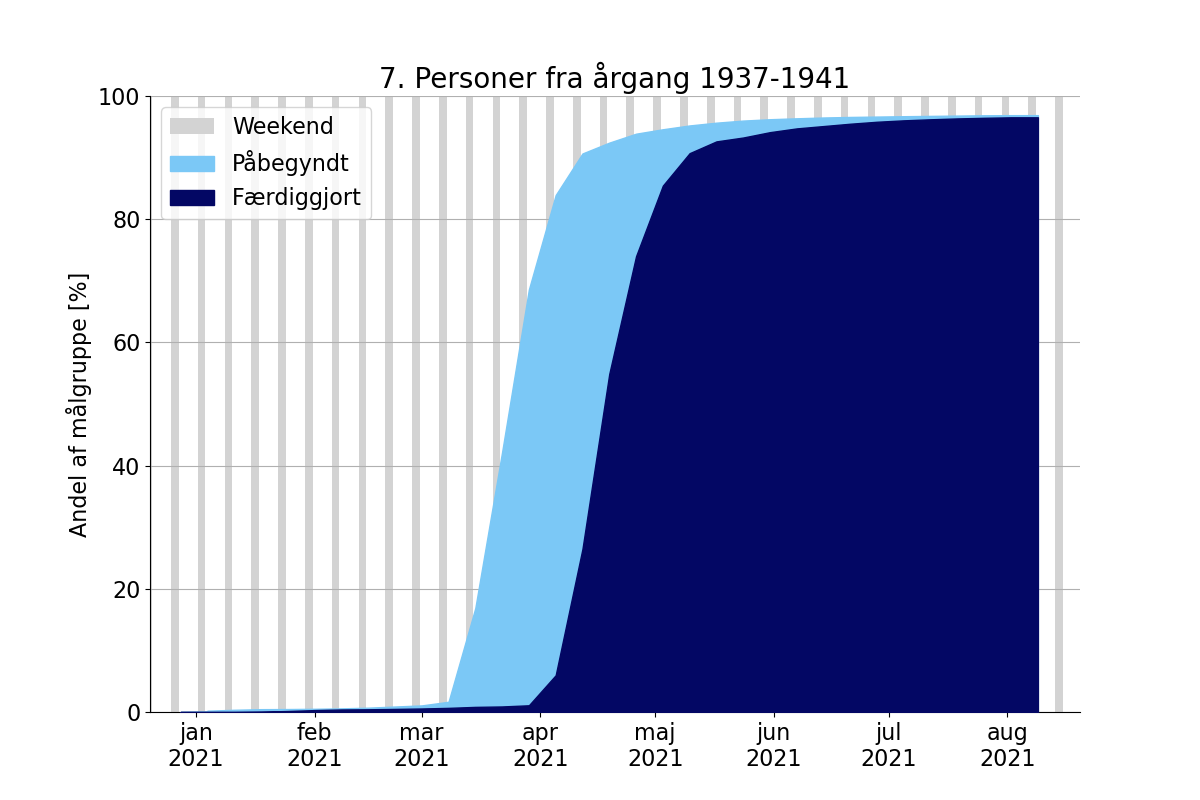 7. Personer fra årgang 1937-1941
Andel af målgruppe [%]
100
80
60
40
20
0
Weekend
Påbegyndt
Færdiggjort
jan feb mar apr maj jun jul aug
2021 2021 2021 2021 2021 2021 2021 2021